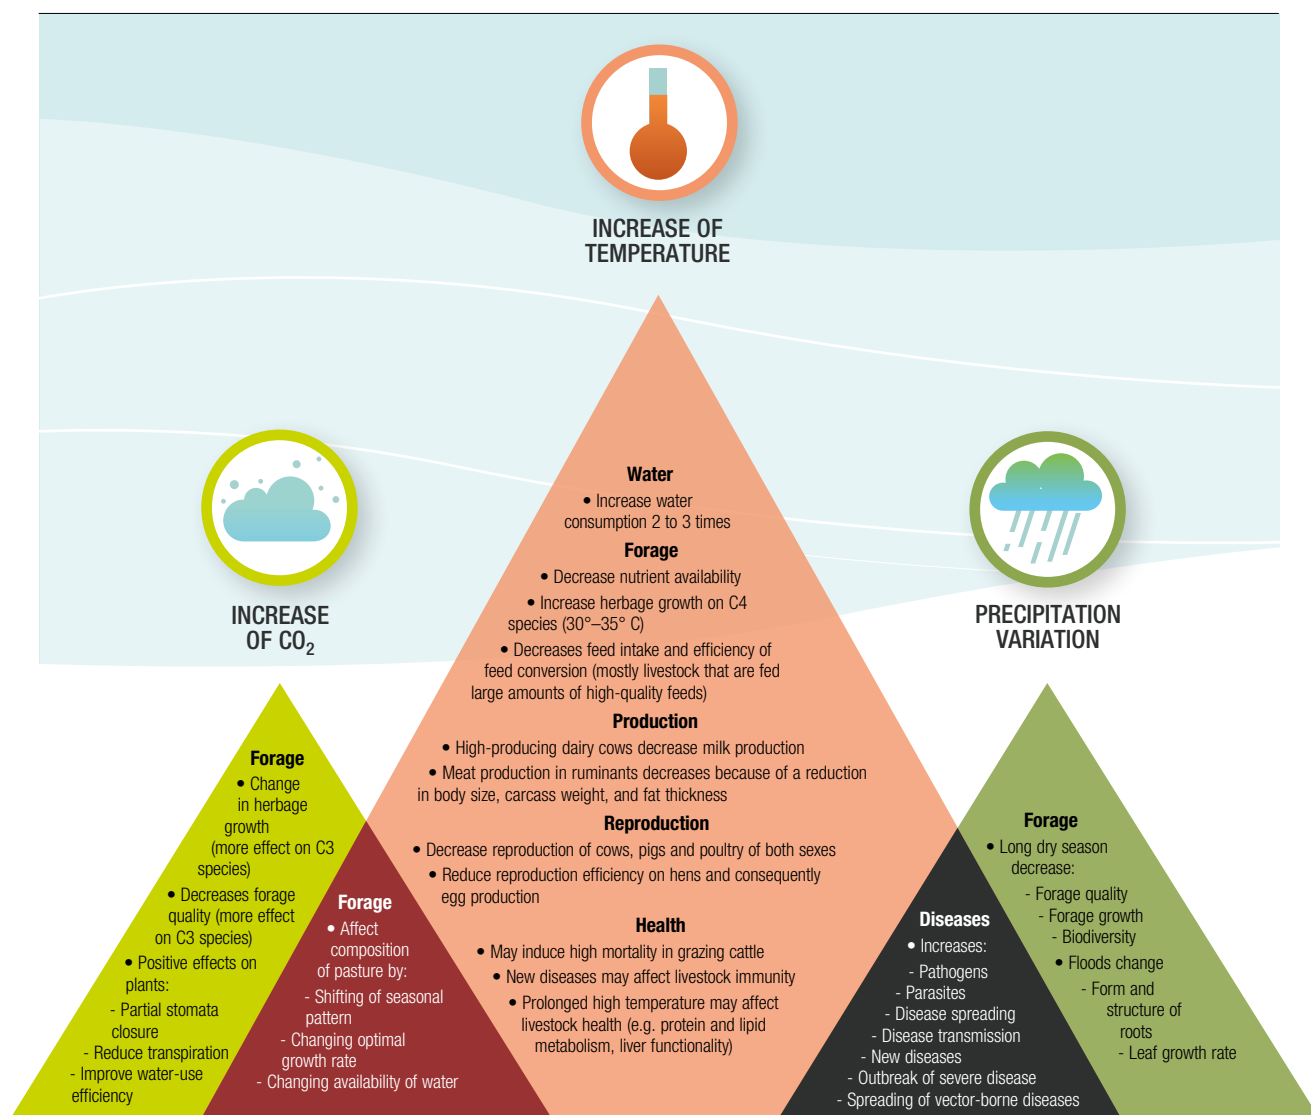 INCREASE OF
TEMPERATURE
INCREASE
OF CO₂
PRECIPITATION
VARIATION
Water
• Increase water
consumption 2 to 3 times
Forage
• Decrease nutrient availability
• Increase herbage growth on C4
species (30°–35° C)
• Decreases feed intake and efficiency of
feed conversion (mostly livestock that are fed
large amounts of high-quality feeds)
Production
• High-producing dairy cows decrease milk production
• Meat production in ruminants decreases because of a reduction
in body size, carcass weight, and fat thickness
Reproduction
• Decrease reproduction of cows, pigs and poultry of both sexes
• Reduce reproduction efficiency on hens and consequently
egg production
Health
• May induce high mortality in grazing cattle
• New diseases may affect livestock immunity
• Prolonged high temperature may affect
livestock health (e.g. protein and lipid
metabolism, liver functionality)
Forage
• Change
in herbage
growth
(more effect on C3
species)
• Decreases forage
quality (more effect
on C3 species)
• Positive effects on
plants:
- Partial stomata
closure
- Reduce transpiration
- Improve water-use
efficiency
Forage
• Affect
composition
of pasture by:
- Shifting of seasonal
pattern
- Changing optimal
growth rate
- Changing availability of water
Diseases
• Increases:
- Pathogens
- Parasites
- Disease spreading
- Disease transmission
- New diseases
- Outbreak of severe disease
- Spreading of vector-borne diseases
Forage
• Long dry season
decrease:
- Forage quality
- Forage growth
- Biodiversity
• Floods change
- Form and
structure of
roots
- Leaf growth rate